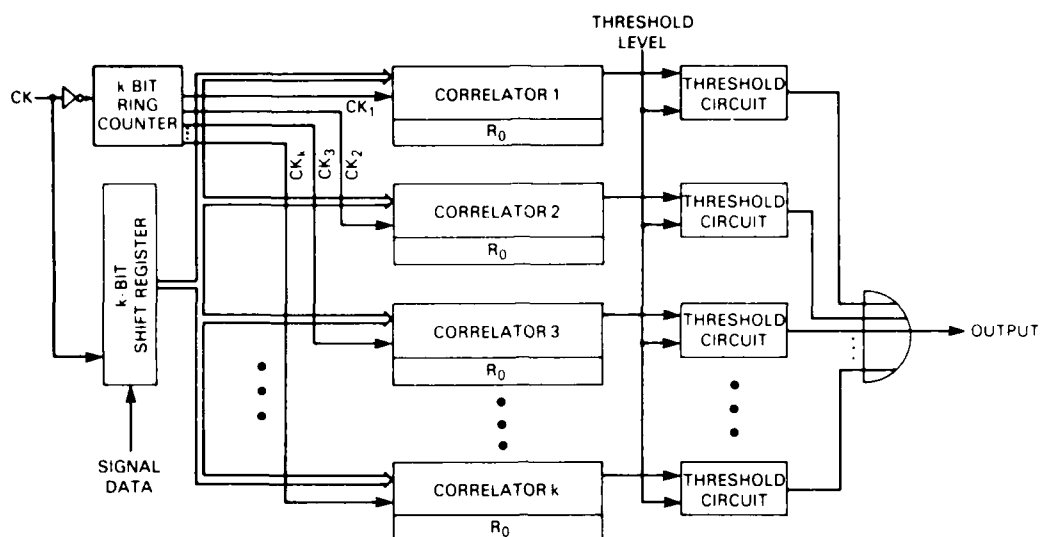 THRESHOLD
LEVEL
CK
k BIT
RING
COUNTER
CK₁
CK₂
CK₃
CKₖ
CORRELATOR 1
R₀
THRESHOLD
CIRCUIT
CORRELATOR 2
R₀
THRESHOLD
CIRCUIT
k-BIT
SHIFT REGISTER
CORRELATOR 3
R₀
THRESHOLD
CIRCUIT
OUTPUT
SIGNAL
DATA
CORRELATOR k
R₀
THRESHOLD
CIRCUIT